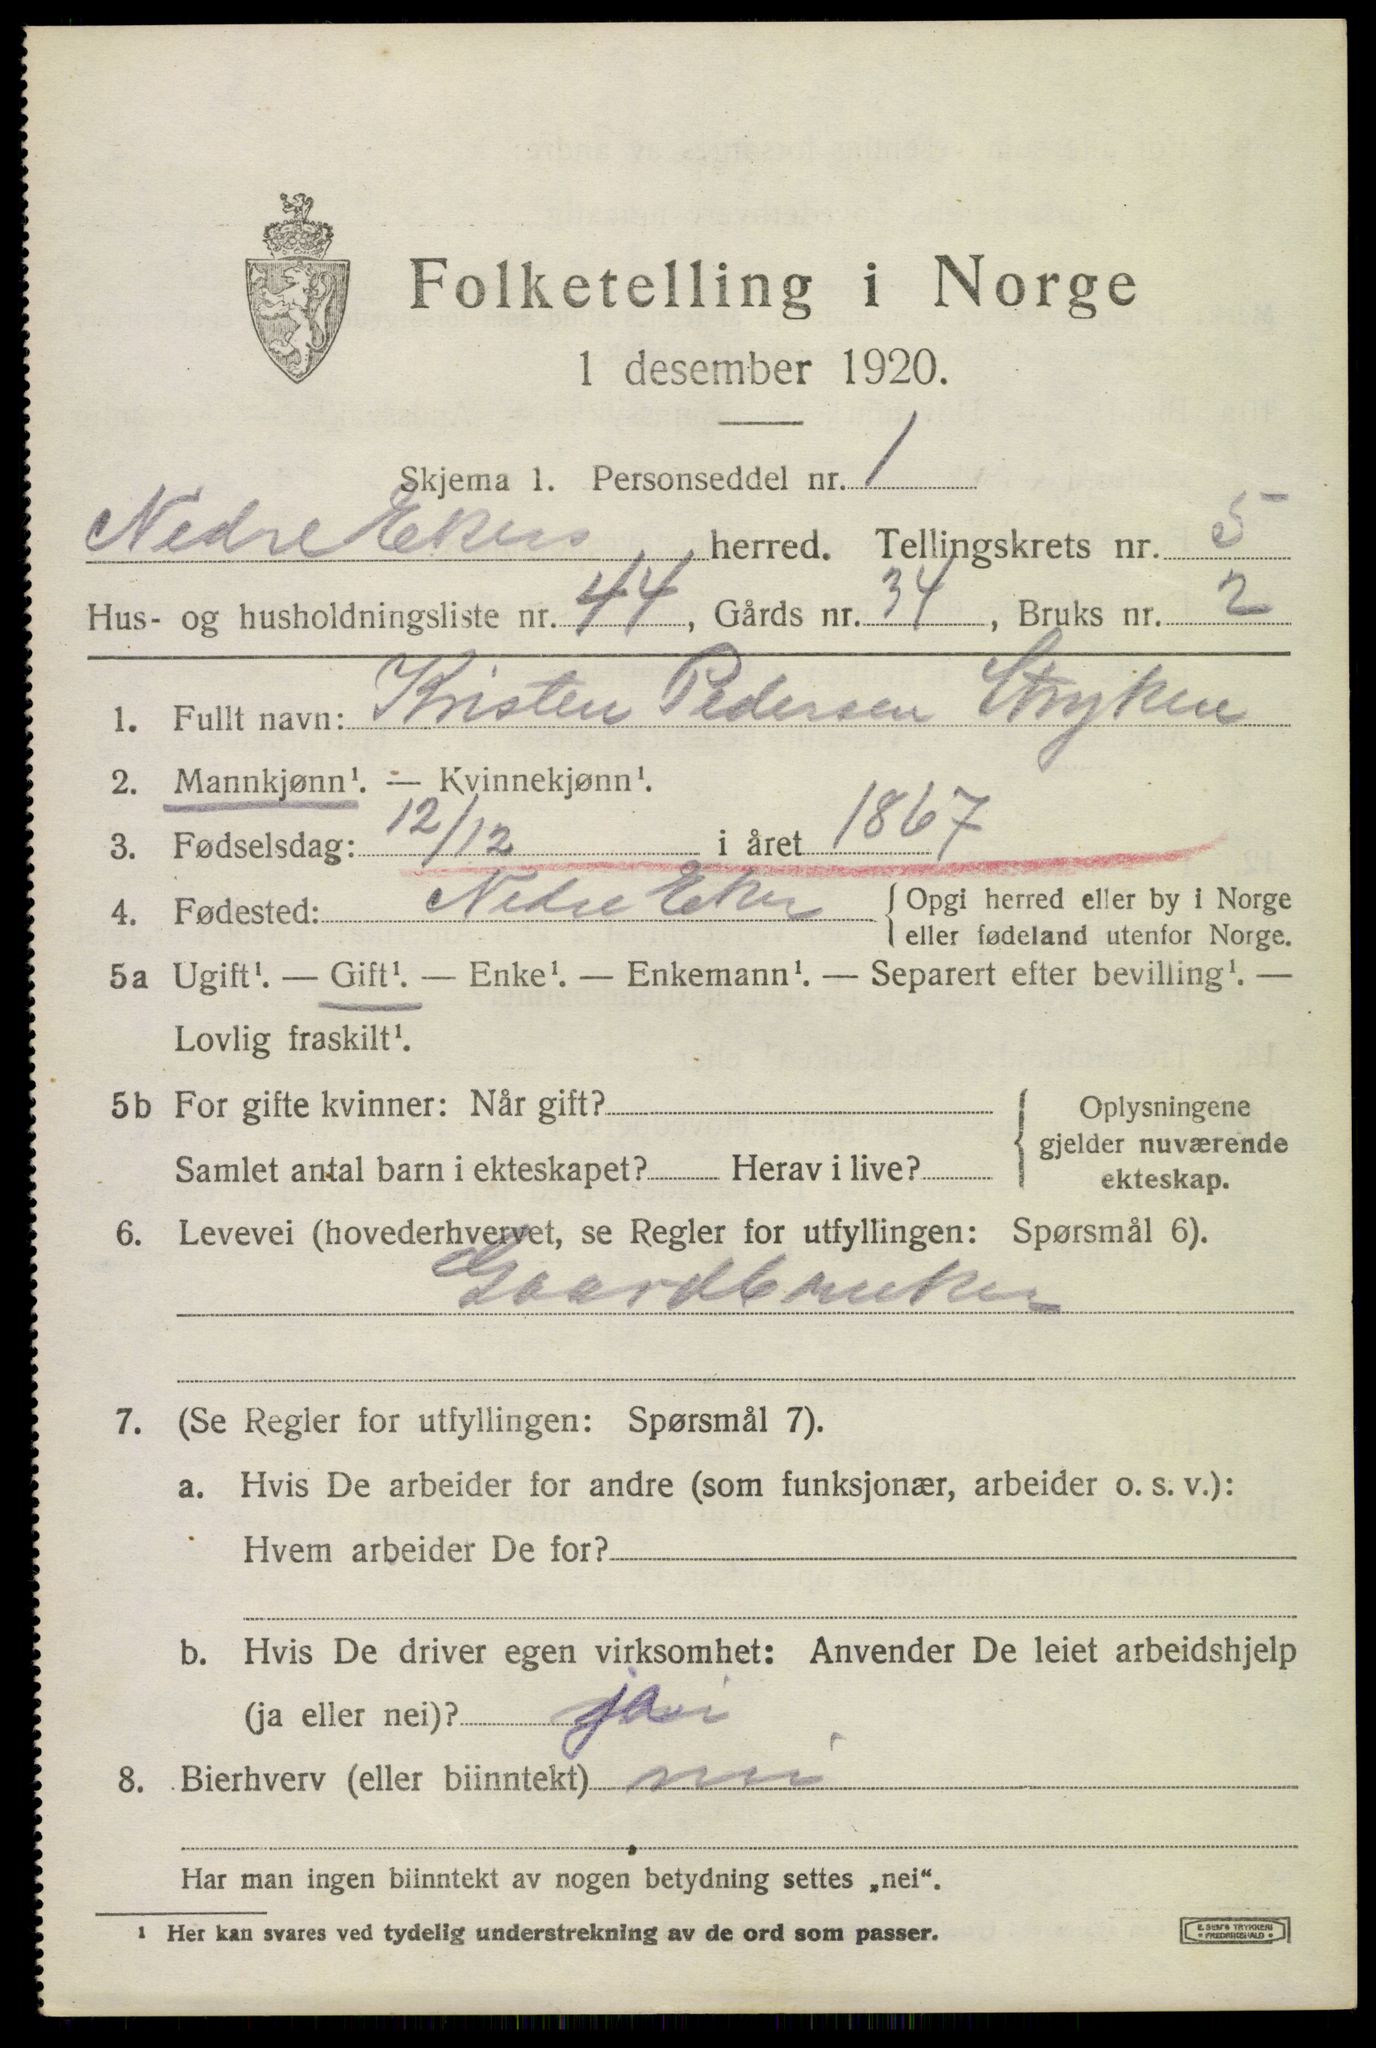 Folketelling i Norge
1 desember 1920.
Skjema 1. Personseddel nr. 1
Nedre Ekers herred. Tellingskrets nr. 5
Hus- og husholdningsliste nr. 44, Gårds nr. 34, Bruks nr. 2
1. Fullt navn: Kristen Pedersen Stryken
2. Mannkjønn¹. — Kvinnekjønn¹.
3. Fødselsdag: 12/12 i året 1867
4. Fødested: Nedre Eker { Opgi herred eller by i Norge
eller fødeland utenfor Norge.
5a Ugift¹. — Gift¹. — Enke¹. — Enkemann¹. — Separert efter bevilling¹. —
Lovlig fraskilt¹.
5b For gifte kvinner: Når gift?
Samlet antal barn i ekteskapet? Herav i live?
{ Oplysningene
gjelder nuværende
ekteskap.
6. Levevei (hovederhvervet, se Regler for utfyllingen: Spørsmål 6).
Gaardbruker
7. (Se Regler for utfyllingen: Spørsmål 7).
a. Hvis De arbeider for andre (som funksjonær, arbeider o. s. v.):
Hvem arbeider De for?
b. Hvis De driver egen virksomhet: Anvender De leiet arbeidshjelp
(ja eller nei)? ja
8. Bierhverv (eller biinntekt) nei
Har man ingen biinntekt av nogen betydning settes „nei“.
¹ Her kan svares ved tydelig understrekning av de ord som passer.
E. SEM'S TRYKKERI
FREDRIKSHALD